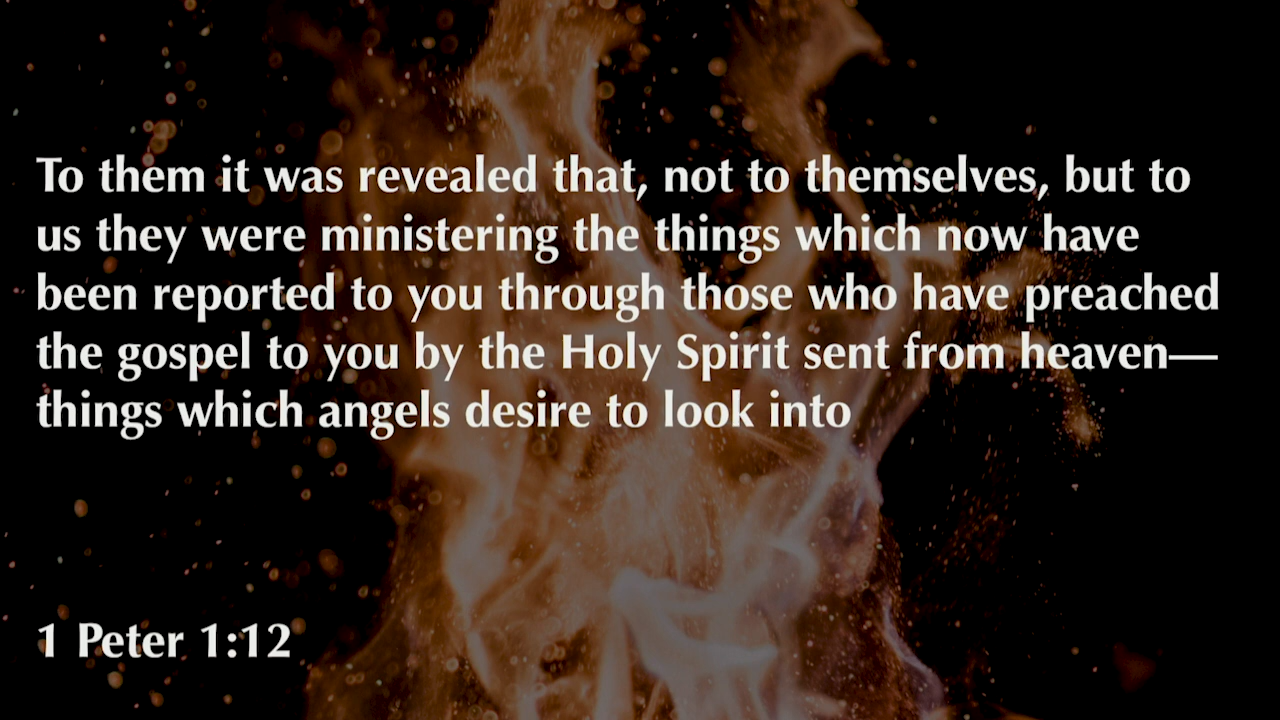 To them it was revealed that, not to themselves, but to
us they were ministering the things which now have
been reported to you through those who have preached
the gospel to you by the Holy Spirit sent from heaven—
things which angels desire to look into
1 Peter 1:12